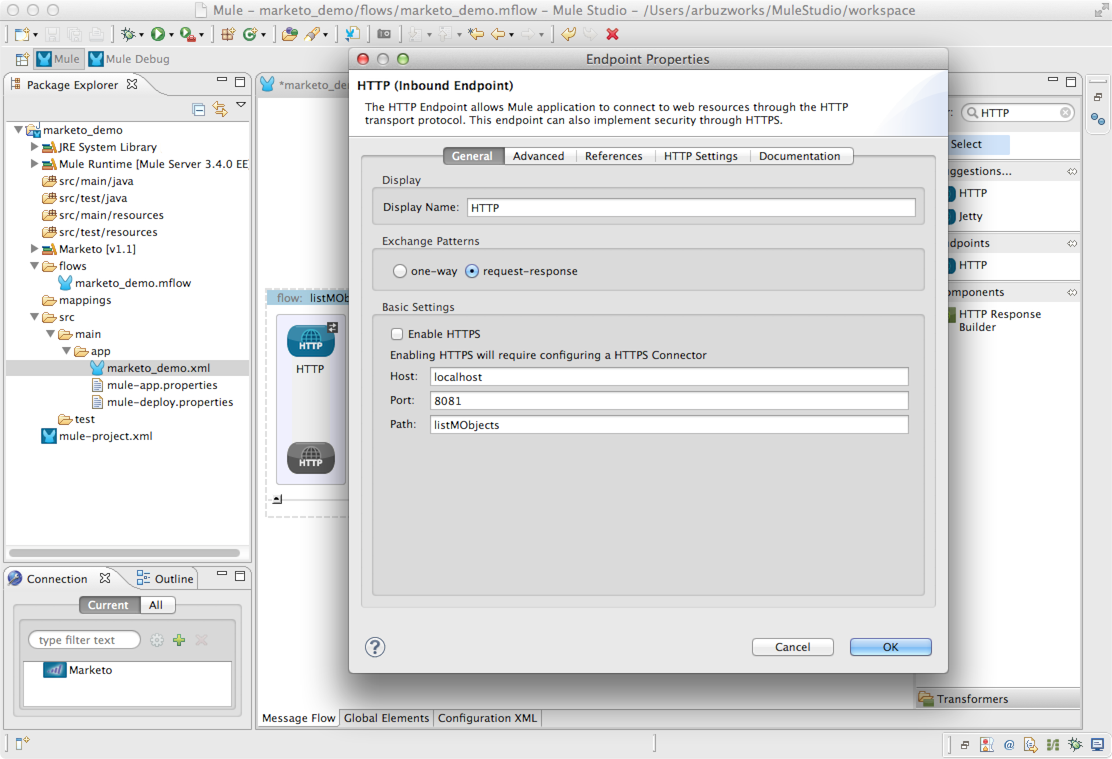 Mule – marketo_demo/flows/marketo_demo.mflow – Mule Studio – /Users/arbuzworks/MuleStudio/workspace
Mule
Mule Debug
Package Explorer
marketo_demo
JRE System Library
Mule Runtime [Mule Server 3.4.0 EE
src/main/java
src/test/java
src/main/resources
src/test/resources
Marketo [v1.1]
flows
marketo_demo.mflow
mappings
src
main
app
marketo_demo.xml
mule-app.properties
mule-deploy.properties
test
mule-project.xml
Connection
Outline
Current
All
type filter text
Marketo
*marketo_de
flow: listMOb
HTTP
HTTP
HTTP
Message Flow
Global Elements
Configuration XML
Endpoint Properties
HTTP (Inbound Endpoint)
The HTTP Endpoint allows Mule application to connect to web resources through the HTTP
transport protocol. This endpoint can also implement security through HTTPS.
General
Advanced
References
HTTP Settings
Documentation
Display
Display Name: HTTP
Exchange Patterns
one-way
request-response
Basic Settings
Enable HTTPS
Enabling HTTPS will require configuring a HTTPS Connector
Host: localhost
Port: 8081
Path: listMObjects
?
Cancel
OK
: HTTP
Select
ggestions...
HTTP
Jetty
dpoints
HTTP
omponents
HTTP Response
Builder
Transformers